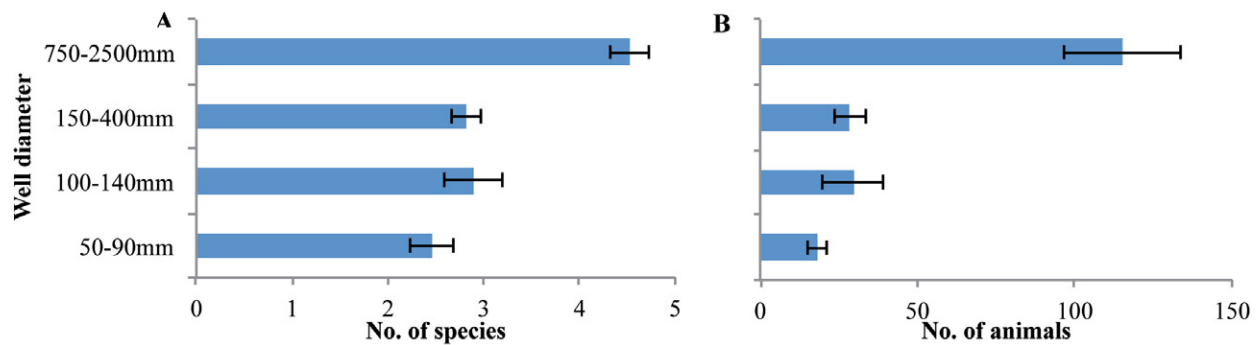 A
Well diameter
750-2500mm
150-400mm
100-140mm
50-90mm
0 1 2 3 4 5
No. of species
B
0 50 100 150
No. of animals